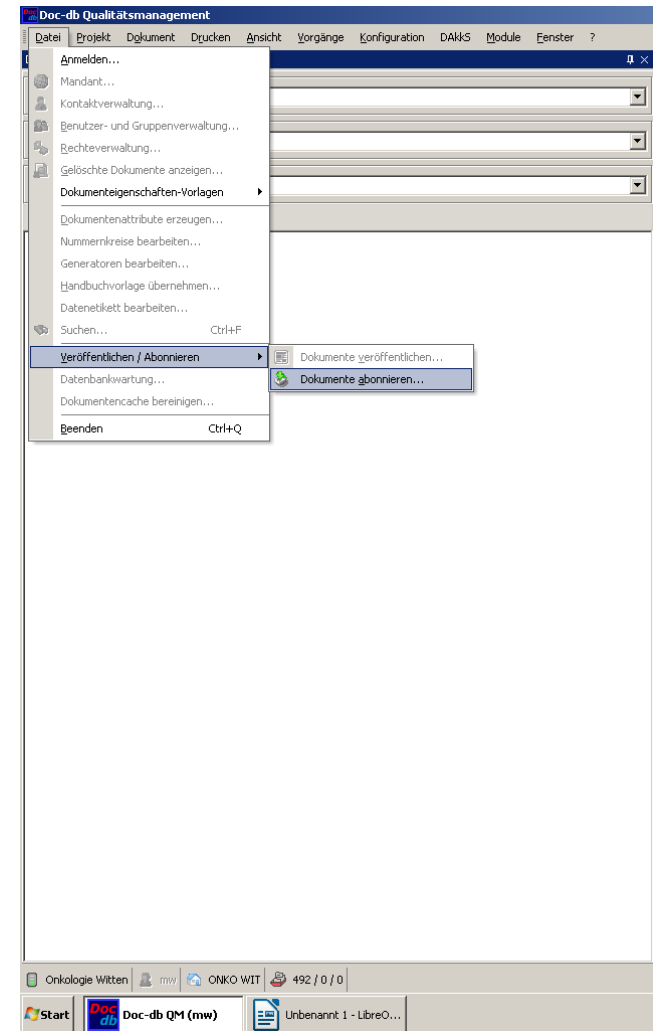 Doc-db Qualitätsmanagement
Datei Projekt Dokument Drucken Ansicht Vorgänge Konfiguration DAkkS Module Fenster ?
Anmelden...
Mandant...
Kontaktverwaltung...
Benutzer- und Gruppenverwaltung...
Rechteverwaltung...
Gelöschte Dokumente anzeigen...
Dokumenteigenschaften-Vorlagen
Dokumentenattribute erzeugen...
Nummernkreise bearbeiten...
Generatoren bearbeiten...
Handbuchvorlage übernehmen...
Datenetikett bearbeiten...
Suchen... Ctrl+F
Veröffentlichen / Abonnieren
Dokumente veröffentlichen...
Datenbankwartung...
Dokumente abonnieren...
Dokumentencache bereinigen...
Beenden Ctrl+Q
Onkologie Witten mw ONKO WIT 492 / 0 / 0
Start Doc db Doc-db QM (mw) Unbenannt 1 - LibreO...